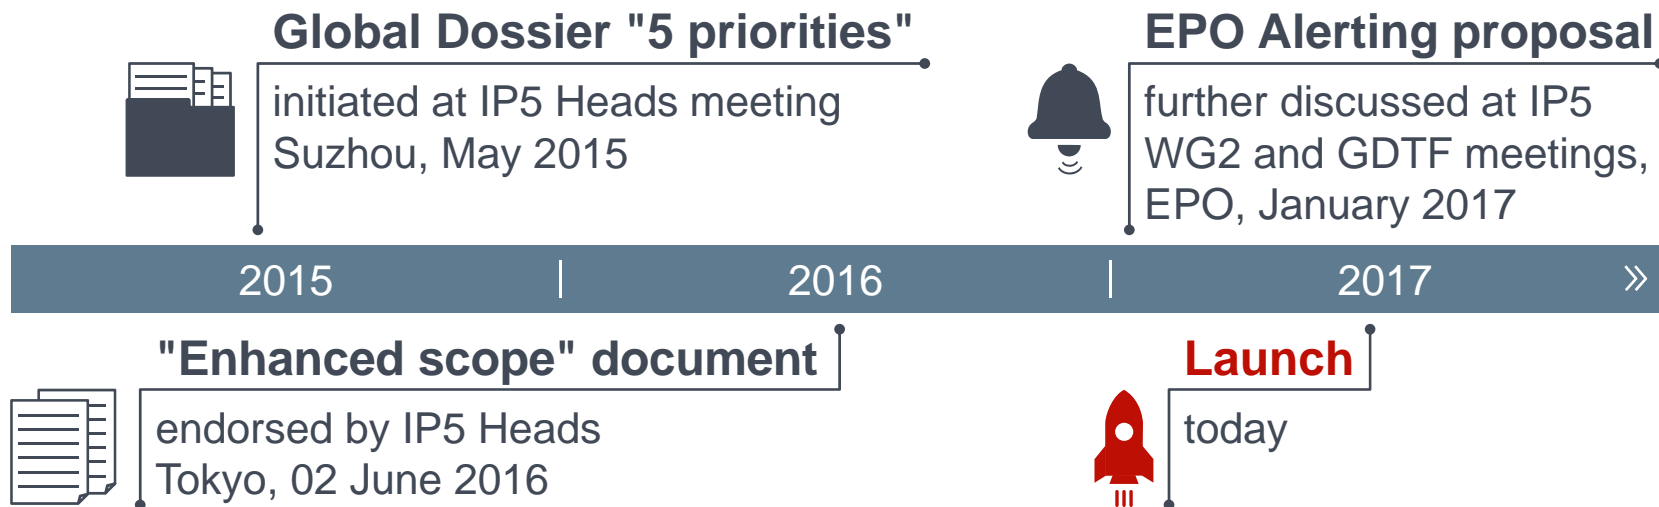 Global Dossier "5 priorities"
initiated at IP5 Heads meeting
Suzhou, May 2015
EPO Alerting proposal
further discussed at IP5
WG2 and GDTF meetings,
EPO, January 2017
2015 | 2016 | 2017 »
"Enhanced scope" document
endorsed by IP5 Heads
Tokyo, 02 June 2016
Launch
today